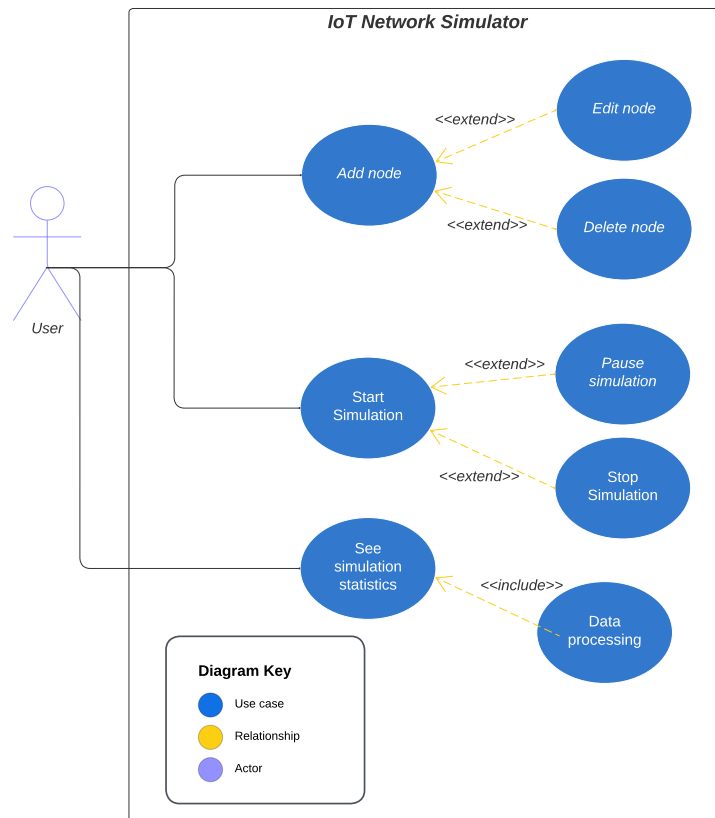 IoT Network Simulator
Edit node
<<extend>>
Add node
Delete node
<<extend>>
User
Pause
simulation
<<extend>>
Start
Simulation
Stop
Simulation
<<extend>>
See
simulation
statistics
<<include>>
Data
processing
Diagram Key
Use case
Relationship
Actor